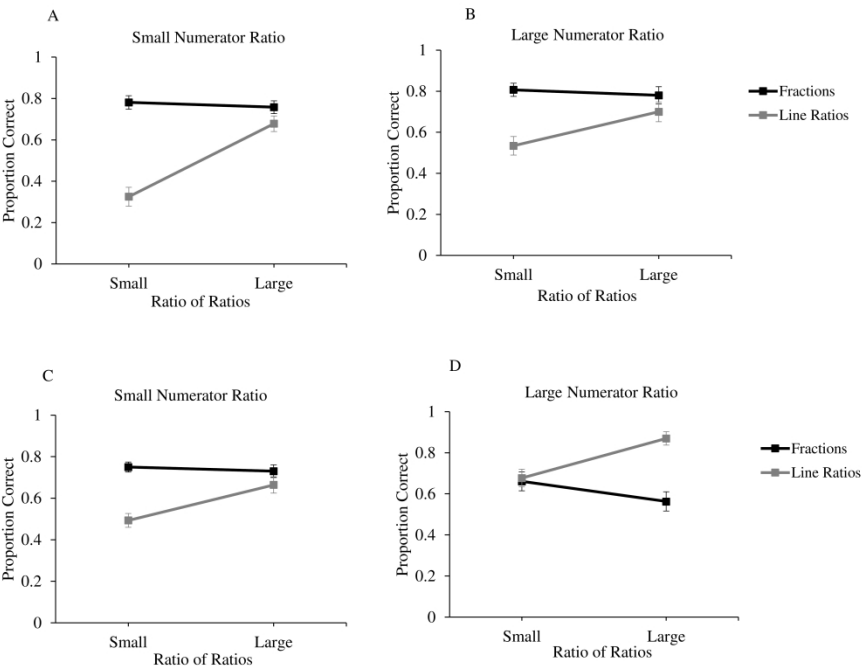 A
Small Numerator Ratio
1
0.8
0.6
0.4
0.2
0
Proportion Correct
Small
Large
Ratio of Ratios
B
Large Numerator Ratio
1
0.8
0.6
0.4
0.2
0
Proportion Correct
Small
Large
Ratio of Ratios
Fractions
Line Ratios
C
Small Numerator Ratio
1
0.8
0.6
0.4
0.2
0
Proportion Correct
Small
Large
Ratio of Ratios
D
Large Numerator Ratio
1
0.8
0.6
0.4
0.2
0
Proportion Correct
Small
Large
Ratio of Ratios
Fractions
Line Ratios